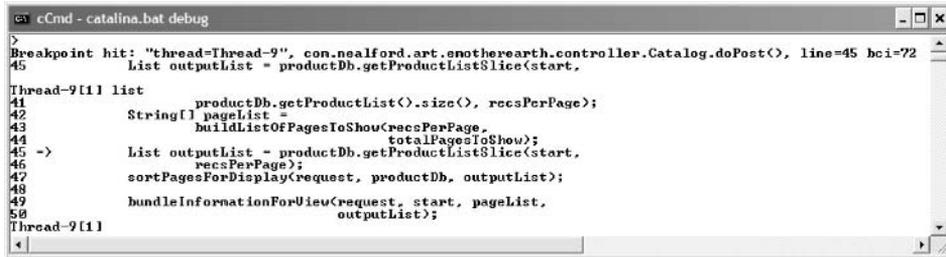 cCmd - catalina.bat debug
>
Breakpoint hit: "thread=Thread-9", com.nealford.art.emotherearth.controller.Catalog.doPost(), line=45 bci=72
45 List outputList = productDb.getProductListSlice(start,
Thread-9[1] list
41 productDb.getProductList().size(), recsPerPage);
42 String[] pageList =
43 buildListOfPagesToShow(recsPerPage,
44 totalPagesToShow);
45 -> List outputList = productDb.getProductListSlice(start,
46 recsPerPage);
47 sortPagesForDisplay(request, productDb, outputList);
48
49 bundleInformationForView(request, start, pageList,
50 outputList);
Thread-9[1]